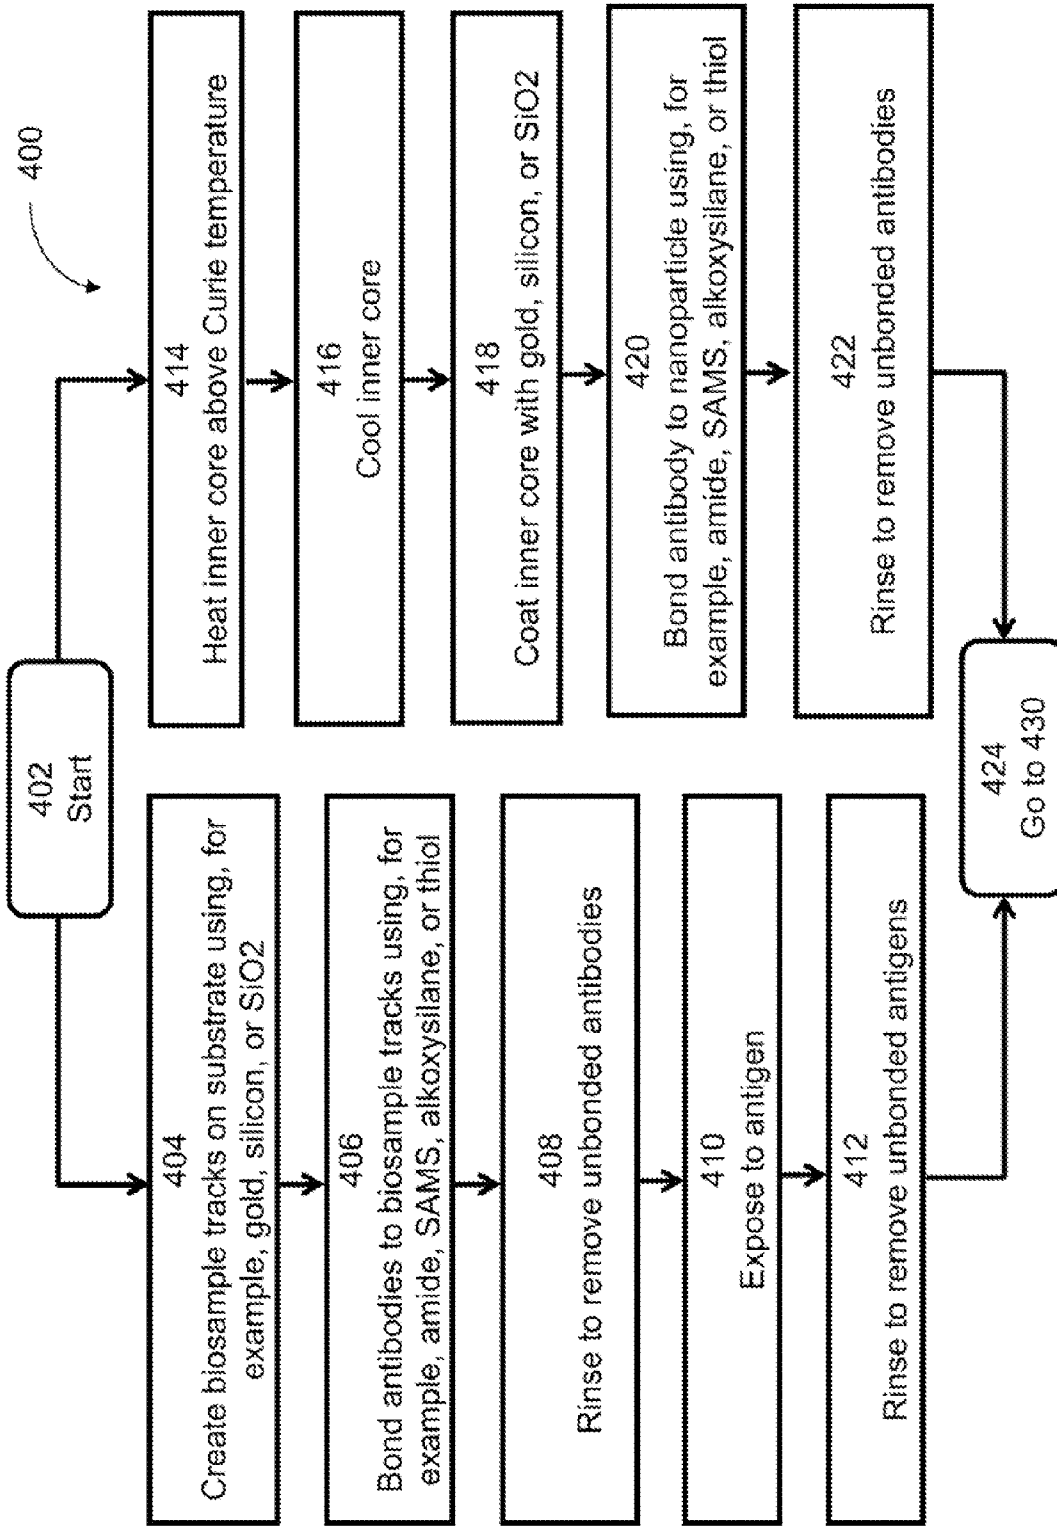 400
402
Start
404
Create biosample tracks on substrate using, for
example, gold, silicon, or SiO2
406
Bond antibodies to biosample tracks using, for
example, amide, SAMS, alkoxysilane, or thiol
408
Rinse to remove unbonded antibodies
410
Expose to antigen
412
Rinse to remove unbonded antigens
414
Heat inner core above Curie temperature
416
Cool inner core
418
Coat inner core with gold, silicon, or SiO2
420
Bond antibody to nanoparticle using, for
example, amide, SAMS, alkoxysilane, or thiol
422
Rinse to remove unbonded antibodies
424
Go to 430